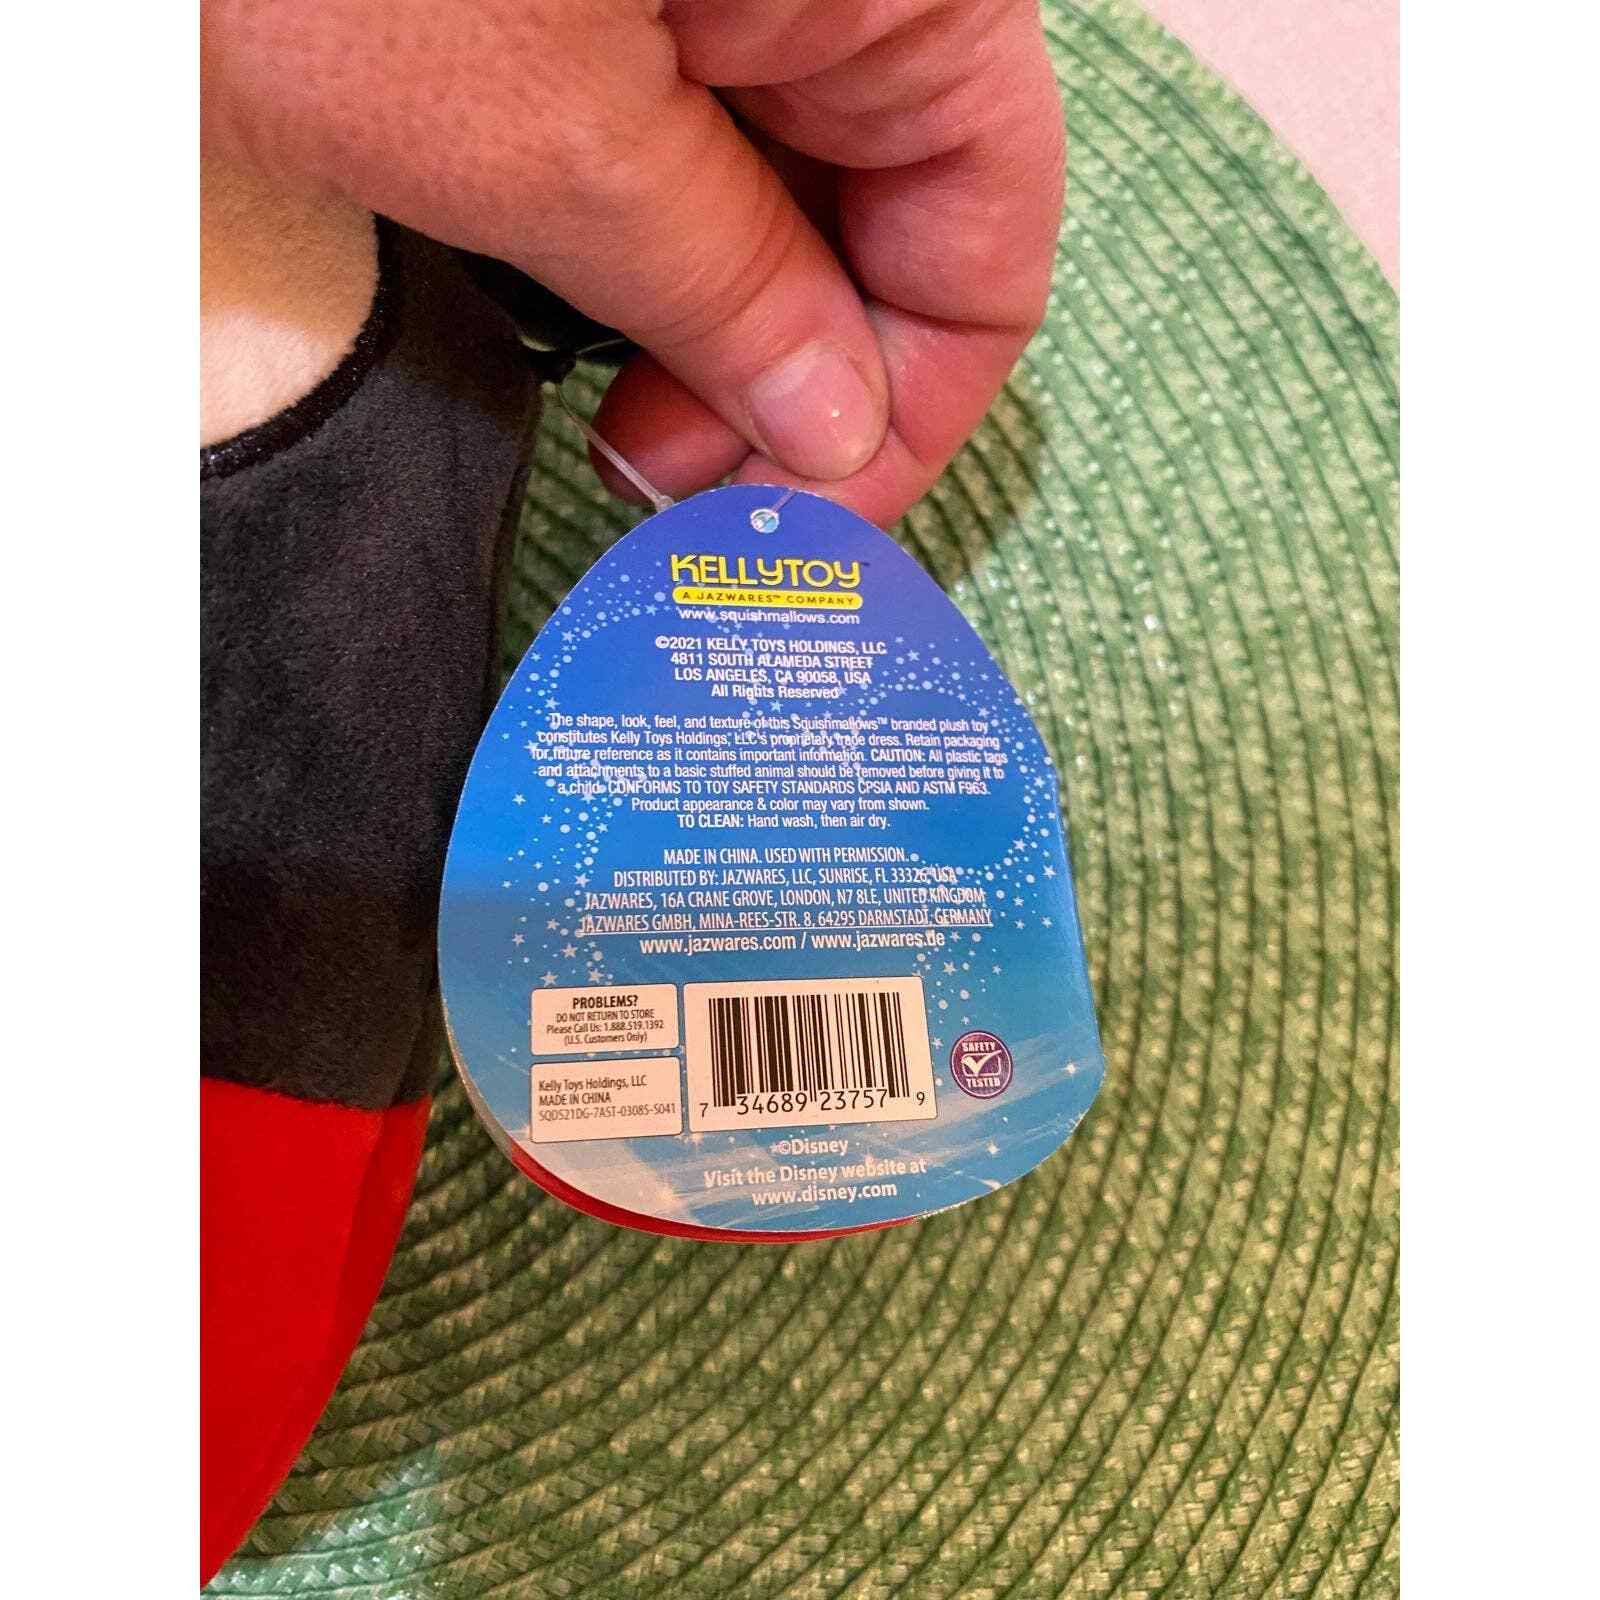 KELLYTOY™
A JAZWARES™ COMPANY
www.squishmallows.com
©2021 KELLY TOYS HOLDINGS, LLC
4811 SOUTH ALAMEDA STREET
LOS ANGELES, CA 90058, USA
All Rights Reserved
The shape, look, feel, and texture of this Squishmallows™ branded plush toy
constitutes Kelly Toys Holdings, LLC's proprietary trade dress. Retain packaging
for future reference as it contains important information. CAUTION: All plastic tags
and attachments to a basic stuffed animal should be removed before giving it to
a child. CONFORMS TO TOY SAFETY STANDARDS CPSIA AND ASTM F963.
Product appearance & color may vary from shown.
TO CLEAN: Hand wash, then air dry.
MADE IN CHINA. USED WITH PERMISSION.
DISTRIBUTED BY: JAZWARES, LLC, SUNRISE, FL 33326, USA
JAZWARES, 16A CRANE GROVE, LONDON, N7 8LE, UNITED KINGDOM
JAZWARES GMBH, MINA-REES-STR. 8, 64295 DARMSTADT, GERMANY
www.jazwares.com / www.jazwares.de
PROBLEMS?
DO NOT RETURN TO STORE
Please Call Us: 1.888.519.1392
(U.S. Customers Only)
Kelly Toys Holdings, LLC
MADE IN CHINA
SQDS21DG-7AST-03085-S041
7 34689 23757 9
SAFETY
TESTED
©Disney
Visit the Disney website at
www.disney.com